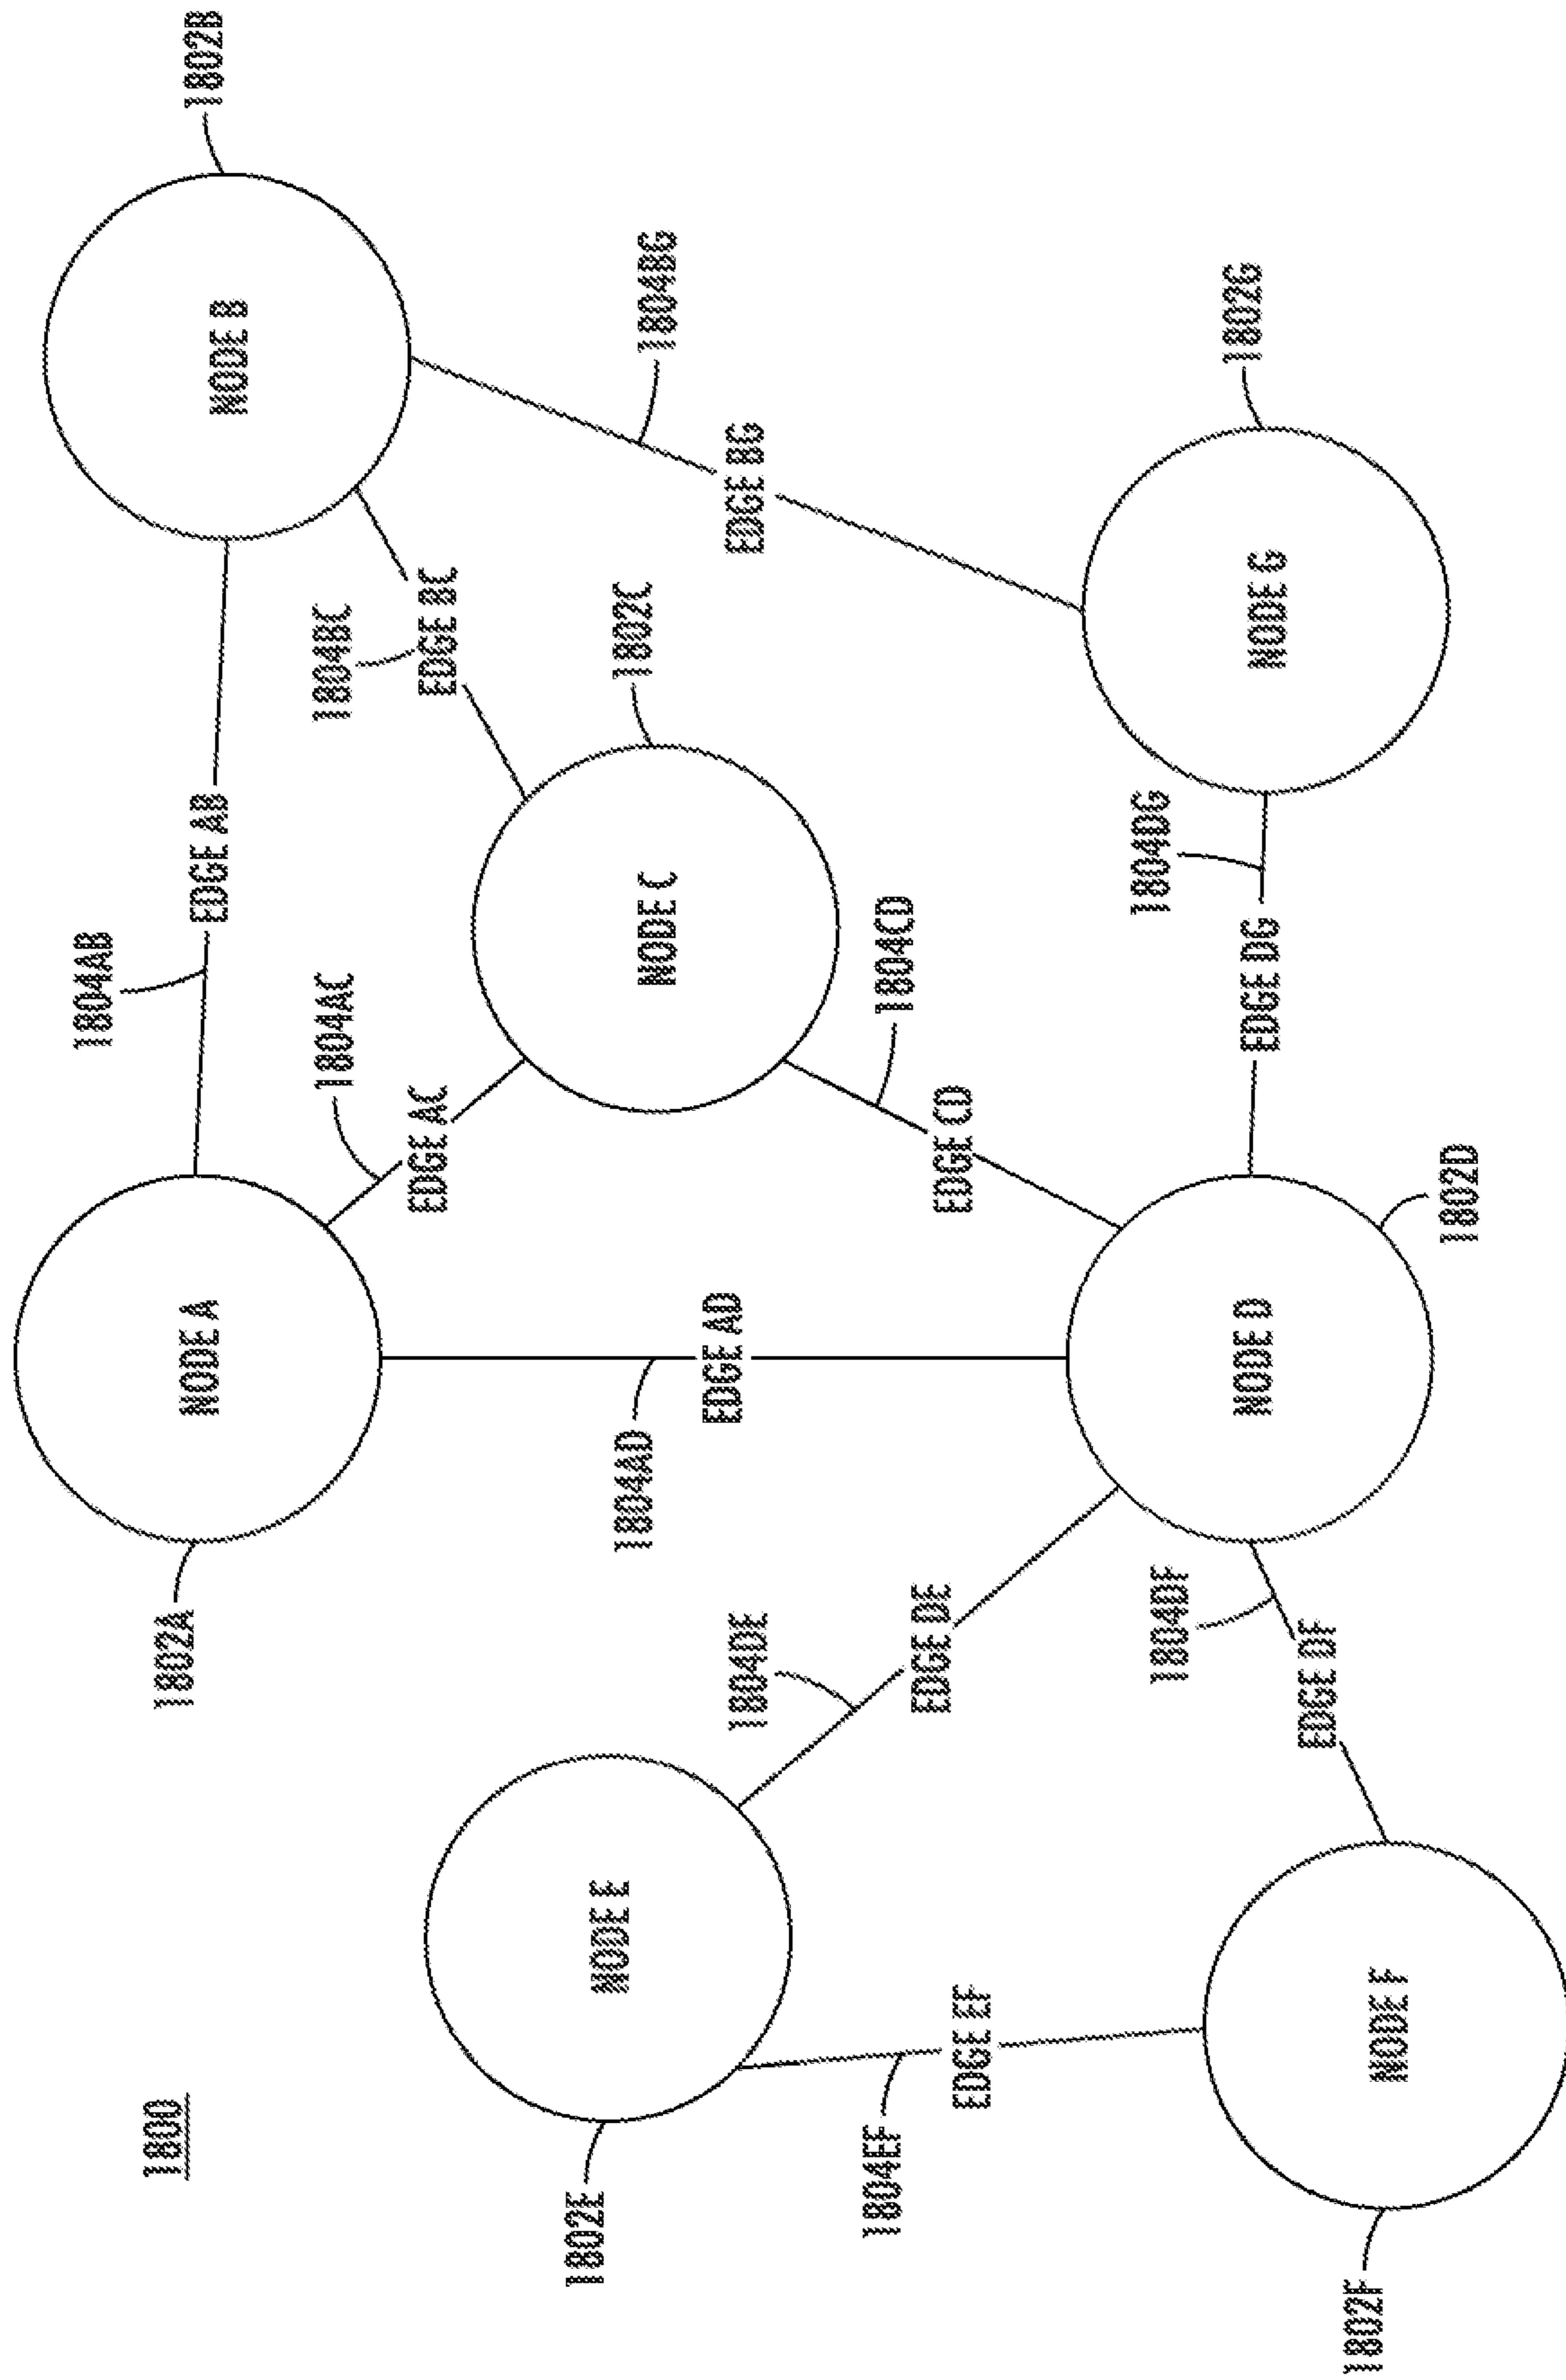 1800
1802A
NODE A
1804AB
EDGE AB
NODE B
1802B
1804AC
EDGE AC
1804BC
EDGE BC
1802E
NODE E
NODE C
1802C
1804AD
EDGE AD
1804BG
EDGE BG
1804DE
EDGE DE
1804EF
EDGE EF
1804CD
EDGE CD
1804DF
EDGE DF
1804DG
EDGE DG
NODE D
1802D
NODE G
1802G
1802F
NODE F